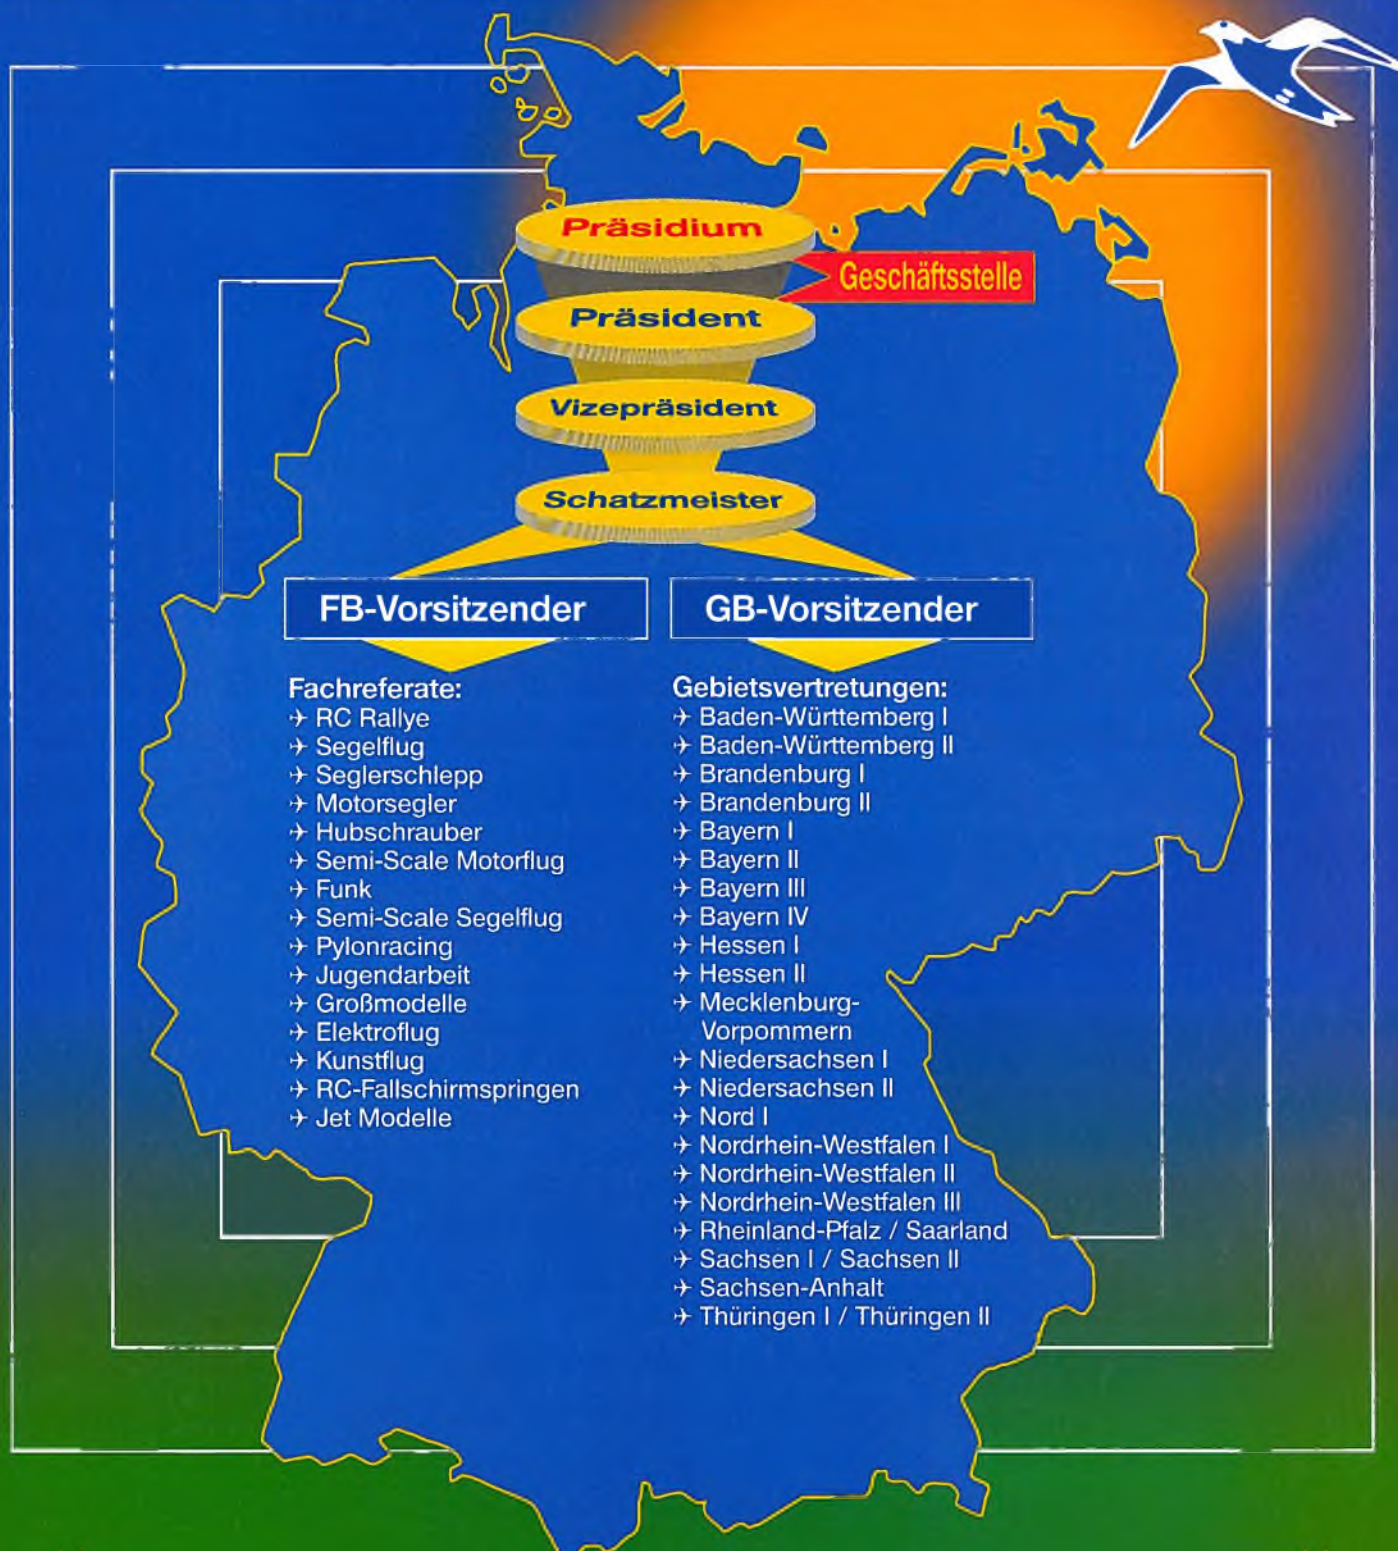 Präsidium
Geschäftsstelle
Präsident
Vizepräsident
Schatzmeister
FB-Vorsitzender
Fachreferate:
RC Rallye
Segelflug
Seglerschlepp
Motorsegler
Hubschrauber
Semi-Scale Motorflug
Funk
Semi-Scale Segelflug
Pylonracing
Jugendarbeit
Großmodelle
Elektroflug
Kunstflug
RC-Fallschirmspringen
Jet Modelle
GB-Vorsitzender
Gebietsvertretungen:
Baden-Württemberg I
Baden-Württemberg II
Brandenburg I
Brandenburg II
Bayern I
Bayern II
Bayern III
Bayern IV
Hessen I
Hessen II
Mecklenburg-
Vorpommern
Niedersachsen I
Niedersachsen II
Nord I
Nordrhein-Westfalen I
Nordrhein-Westfalen II
Nordrhein-Westfalen III
Rheinland-Pfalz / Saarland
Sachsen I / Sachsen II
Sachsen-Anhalt
Thüringen I / Thüringen II